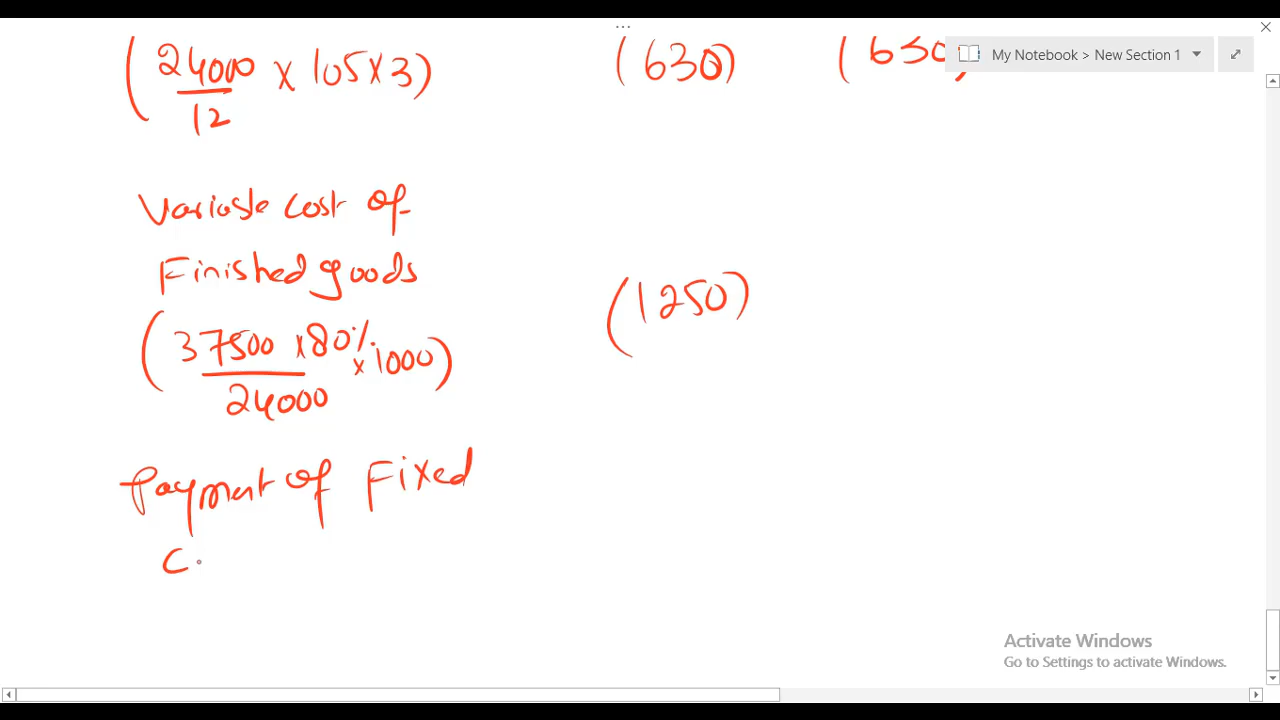 My Notebook > New Section 1
(24000/12 x 105 x 3) (630) (630)
Variable cost of
Finished goods
(1250)
(37500 x 80% x 1000)/24000
Payment of Fixed
C
Activate Windows
Go to Settings to activate Windows.